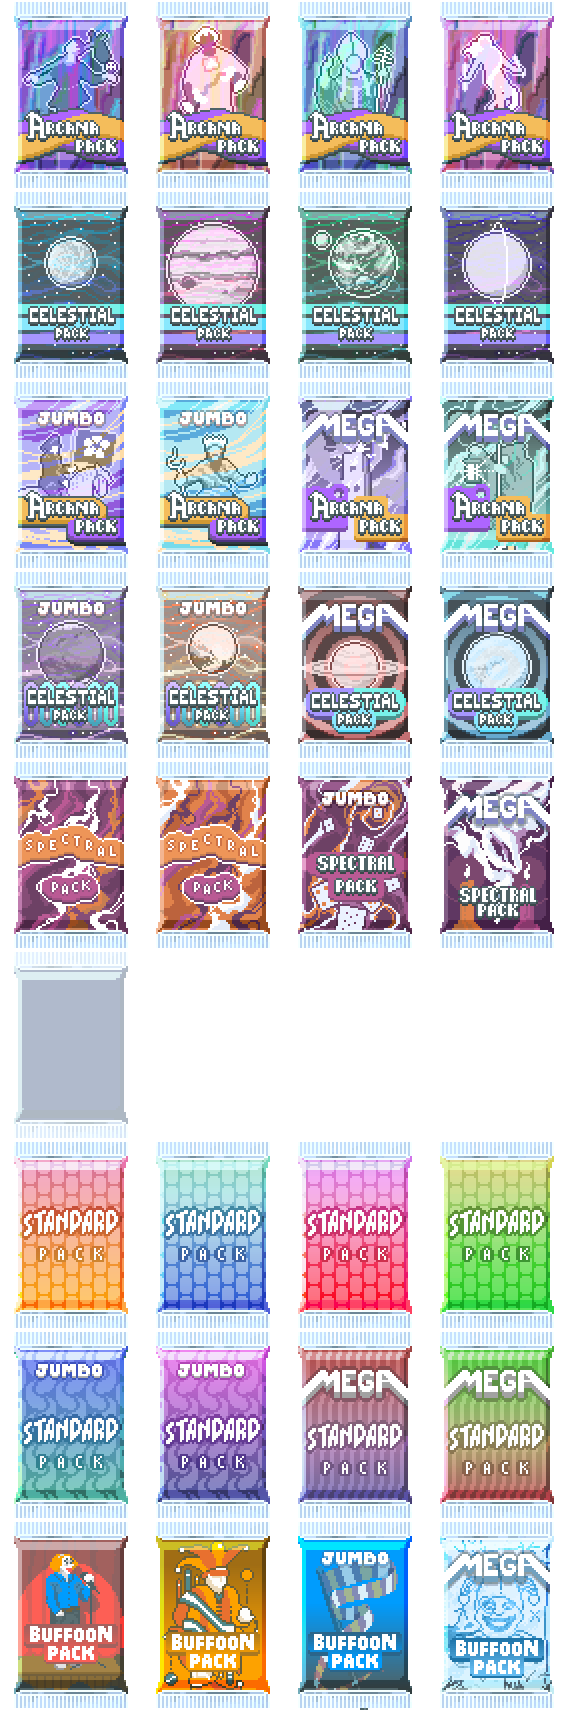 ARCANA PACK
ARCANA PACK
ARCANA PACK
ARCANA PACK
CELESTIAL PACK
CELESTIAL PACK
CELESTIAL PACK
CELESTIAL PACK
JUMBO ARCANA PACK
JUMBO ARCANA PACK
MEGA ARCANA PACK
MEGA ARCANA PACK
JUMBO CELESTIAL PACK
JUMBO CELESTIAL PACK
MEGA CELESTIAL PACK
MEGA CELESTIAL PACK
SPECTRAL PACK
SPECTRAL PACK
JUMBO SPECTRAL PACK
MEGA SPECTRAL PACK
STANDARD PACK
STANDARD PACK
STANDARD PACK
STANDARD PACK
JUMBO STANDARD PACK
JUMBO STANDARD PACK
MEGA STANDARD PACK
MEGA STANDARD PACK
BUFFOON PACK
BUFFOON PACK
JUMBO BUFFOON PACK
MEGA BUFFOON PACK